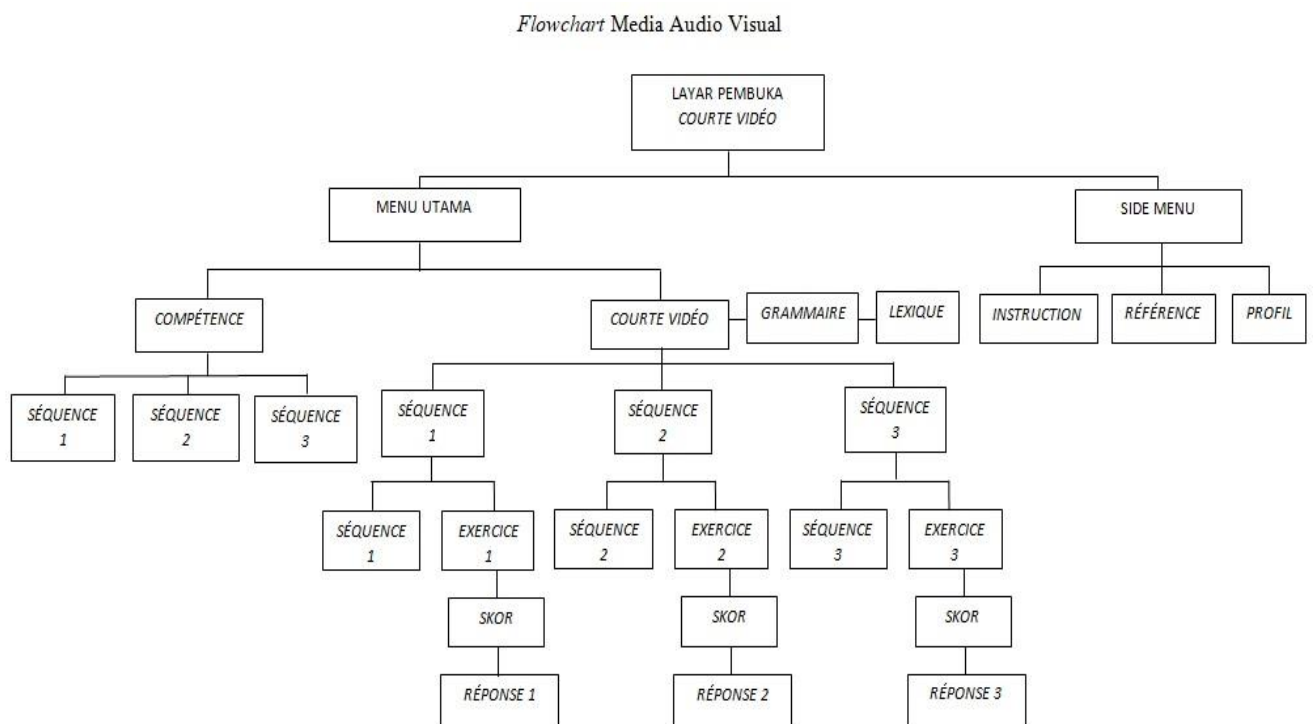 Flowchart Media Audio Visual
LAYAR PEMBUKA
COURTE VIDÉO
MENU UTAMA
SIDE MENU
COMPÉTENCE
COURTE VIDÉO
GRAMMAIRE
LEXIQUE
INSTRUCTION
RÉFÉRENCE
PROFIL
SÉQUENCE
1
SÉQUENCE
2
SÉQUENCE
3
SÉQUENCE
1
SÉQUENCE
2
SÉQUENCE
3
SÉQUENCE
1
EXERCICE
1
SÉQUENCE
2
EXERCICE
2
SÉQUENCE
3
EXERCICE
3
SKOR
SKOR
SKOR
RÉPONSE 1
RÉPONSE 2
RÉPONSE 3